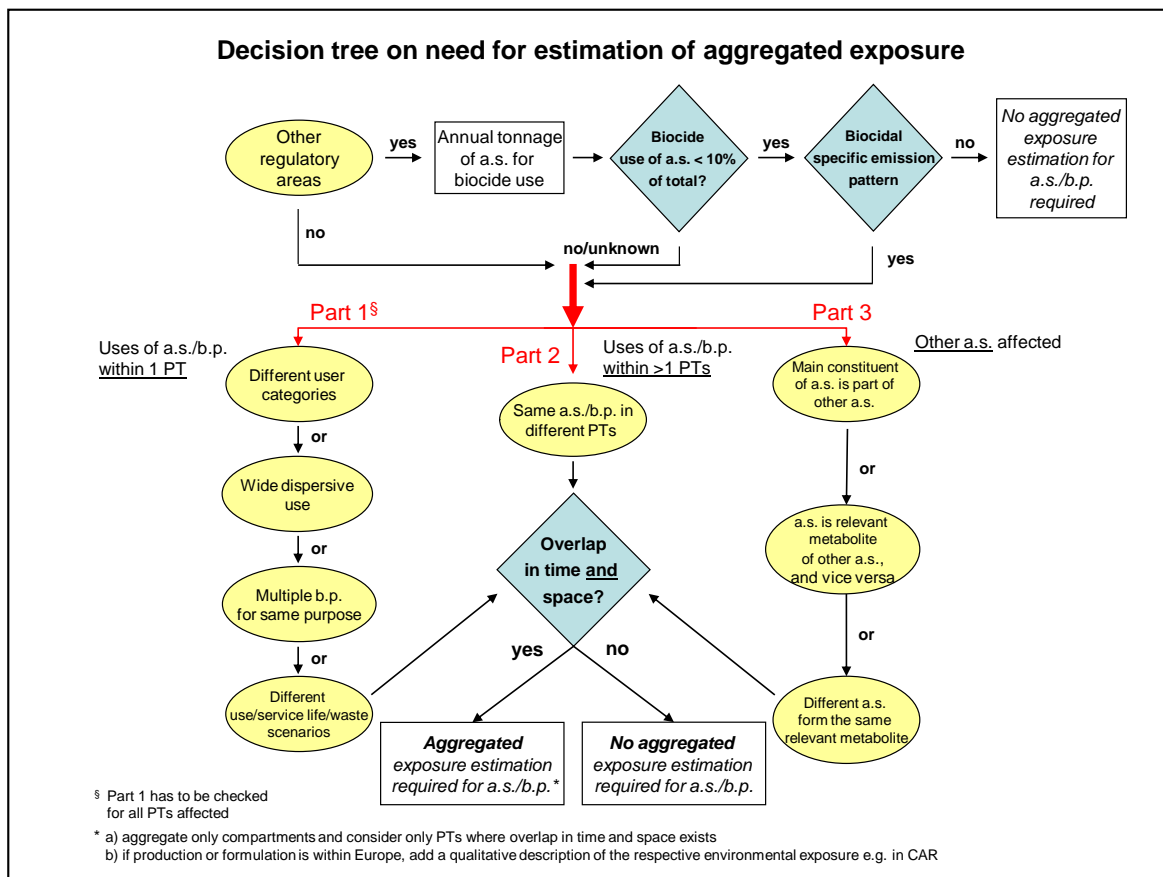 Decision tree on need for estimation of aggregated exposure
Other
regulatory
areas
yes
Annual tonnage
of a.s. for
biocide use
Biocide
use of a.s. < 10%
of total?
yes
Biocidal
specific emission
pattern
no
No aggregated
exposure
estimation for
a.s./b.p.
required
no
no/unknown
yes
Part 1§
Part 2
Part 3
Uses of a.s./b.p.
within 1 PT
Uses of a.s./b.p.
within >1 PTs
Other a.s. affected
Different user
categories
or
Wide dispersive
use
or
Multiple b.p.
for same purpose
or
Different
use/service life/waste
scenarios
Same a.s./b.p. in
different PTs
Overlap
in time and
space?
yes
no
Main constituent
of a.s. is part of
other a.s.
or
a.s. is relevant
metabolite
of other a.s.,
and vice versa
or
Different a.s.
form the same
relevant metabolite
Aggregated
exposure estimation
required for a.s./b.p.*
No aggregated
exposure estimation
required for a.s./b.p.
§ Part 1 has to be checked
for all PTs affected
* a) aggregate only compartments and consider only PTs where overlap in time and space exists
b) if production or formulation is within Europe, add a qualitative description of the respective environmental exposure e.g. in CAR